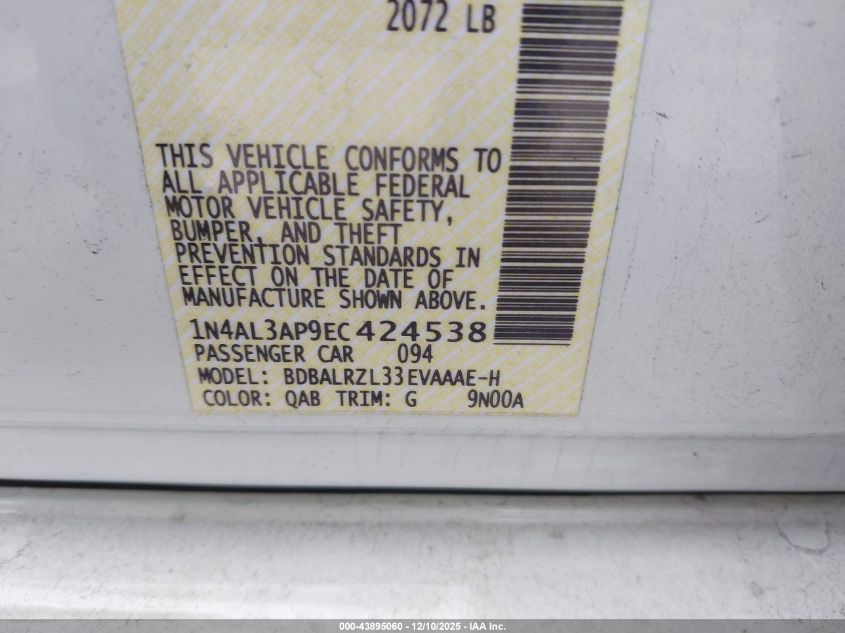 2072 LB
THIS VEHICLE CONFORMS TO
ALL APPLICABLE FEDERAL
MOTOR VEHICLE SAFETY,
BUMPER, AND THEFT
PREVENTION STANDARDS IN
EFFECT ON THE DATE OF
MANUFACTURE SHOWN ABOVE.
1N4AL3AP9EC424538
PASSENGER CAR 094
MODEL: BDBALRZL33EVAAAE-H
COLOR: QAB TRIM: G 9N00A
000-43895060 - 12/10/2025 - IAA Inc.